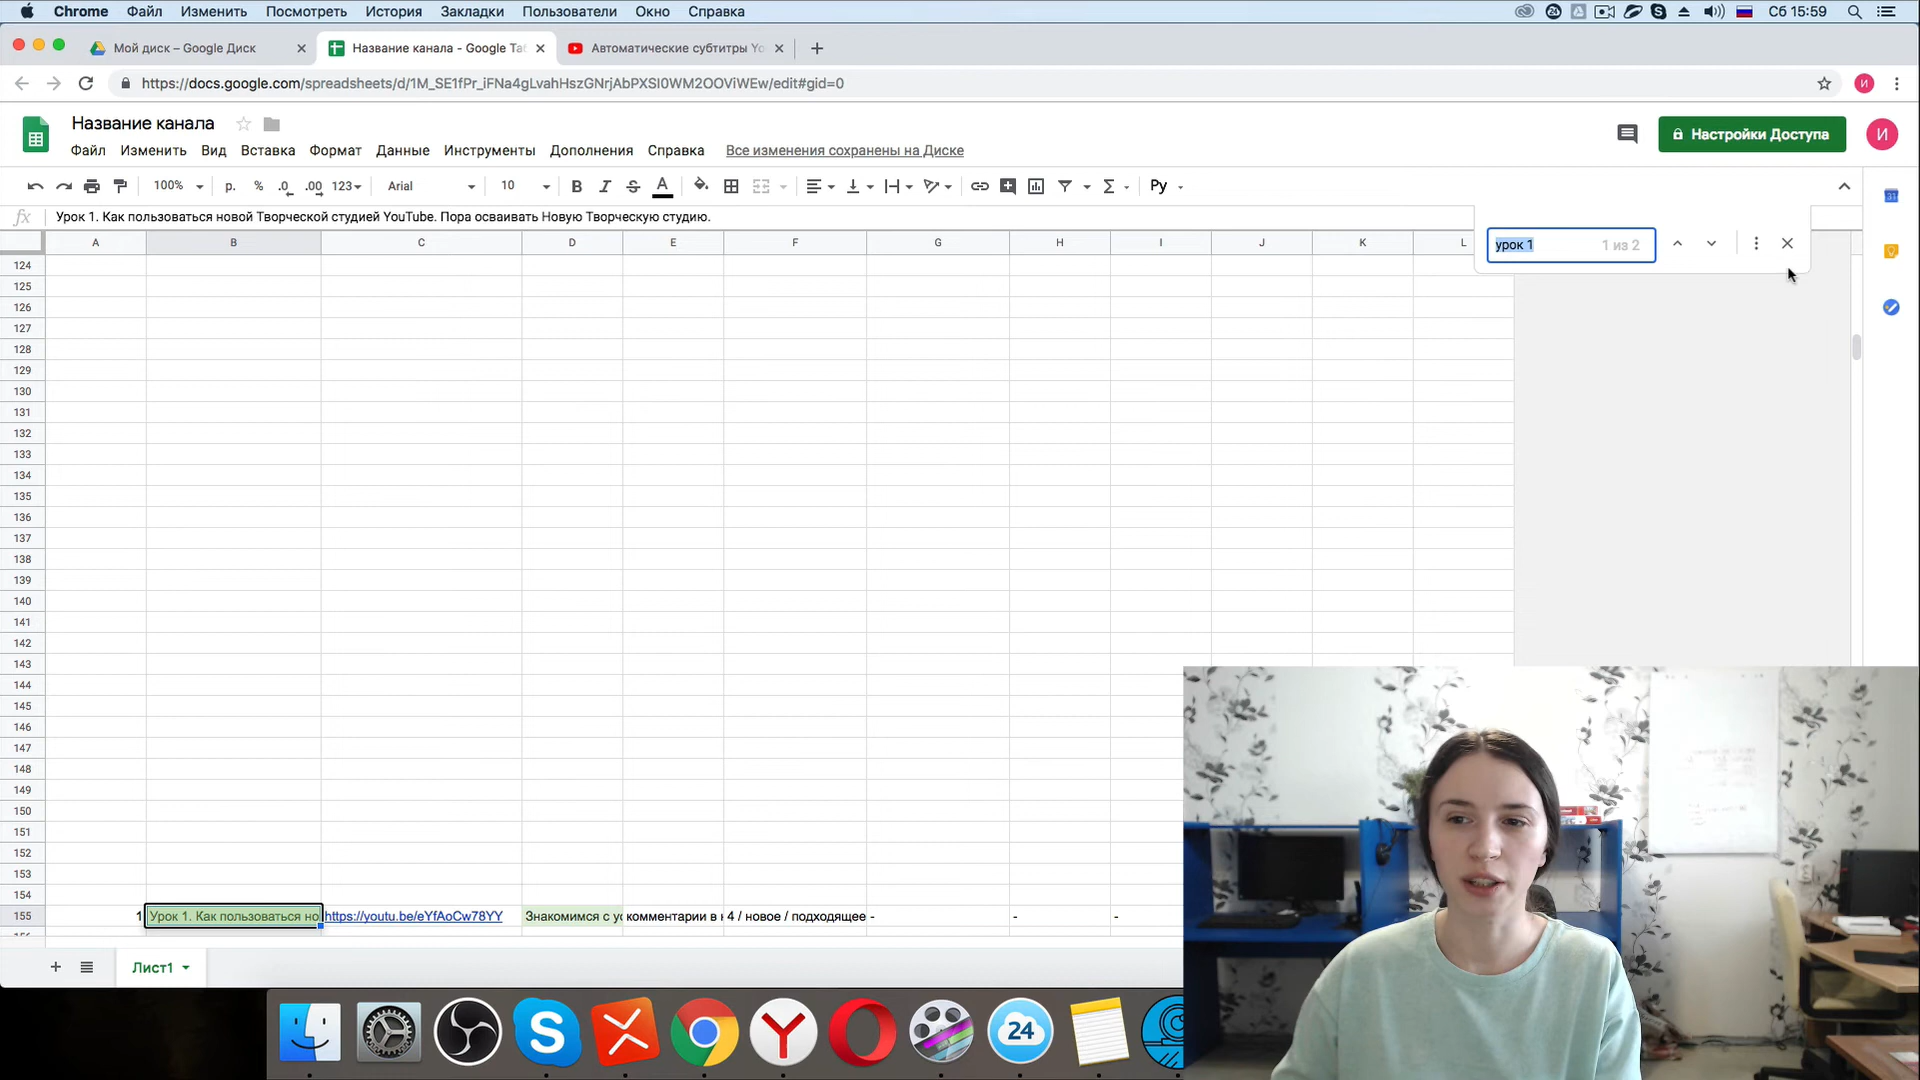 Chrome Файл Изменить Посмотреть История Закладки Пользователи Окно Справка
24 Сб 15:59
Мой диск – Google Диск
Название канала - Google Таб
Автоматические субтитры Yo
https://docs.google.com/spreadsheets/d/1M_SE1fPr_iFNa4gLvahHszGNrjAbPXSI0WM2OOViWEw/edit#gid=0
И
Название канала
Настройки Доступа
И
Файл Изменить Вид Вставка Формат Данные Инструменты Дополнения Справка Все изменения сохранены на Диске
100% р. % .0 .00 123 Arial 10 B I S A Σ Ру
31
fx Урок 1. Как пользоваться новой Творческой студией YouTube. Пора осваивать Новую Творческую студию.
урок 1 1 из 2
A B C D E F G H I J K L
124
125
126
127
128
129
130
131
132
133
134
135
136
137
138
139
140
141
142
143
144
145
146
147
148
149
150
151
152
153
154
155 1 Урок 1. Как пользоваться но https://youtu.be/eYfAoCw78YY Знакомимся с ус комментарии в н 4 / новое / подходящее - - -
Лист1
24